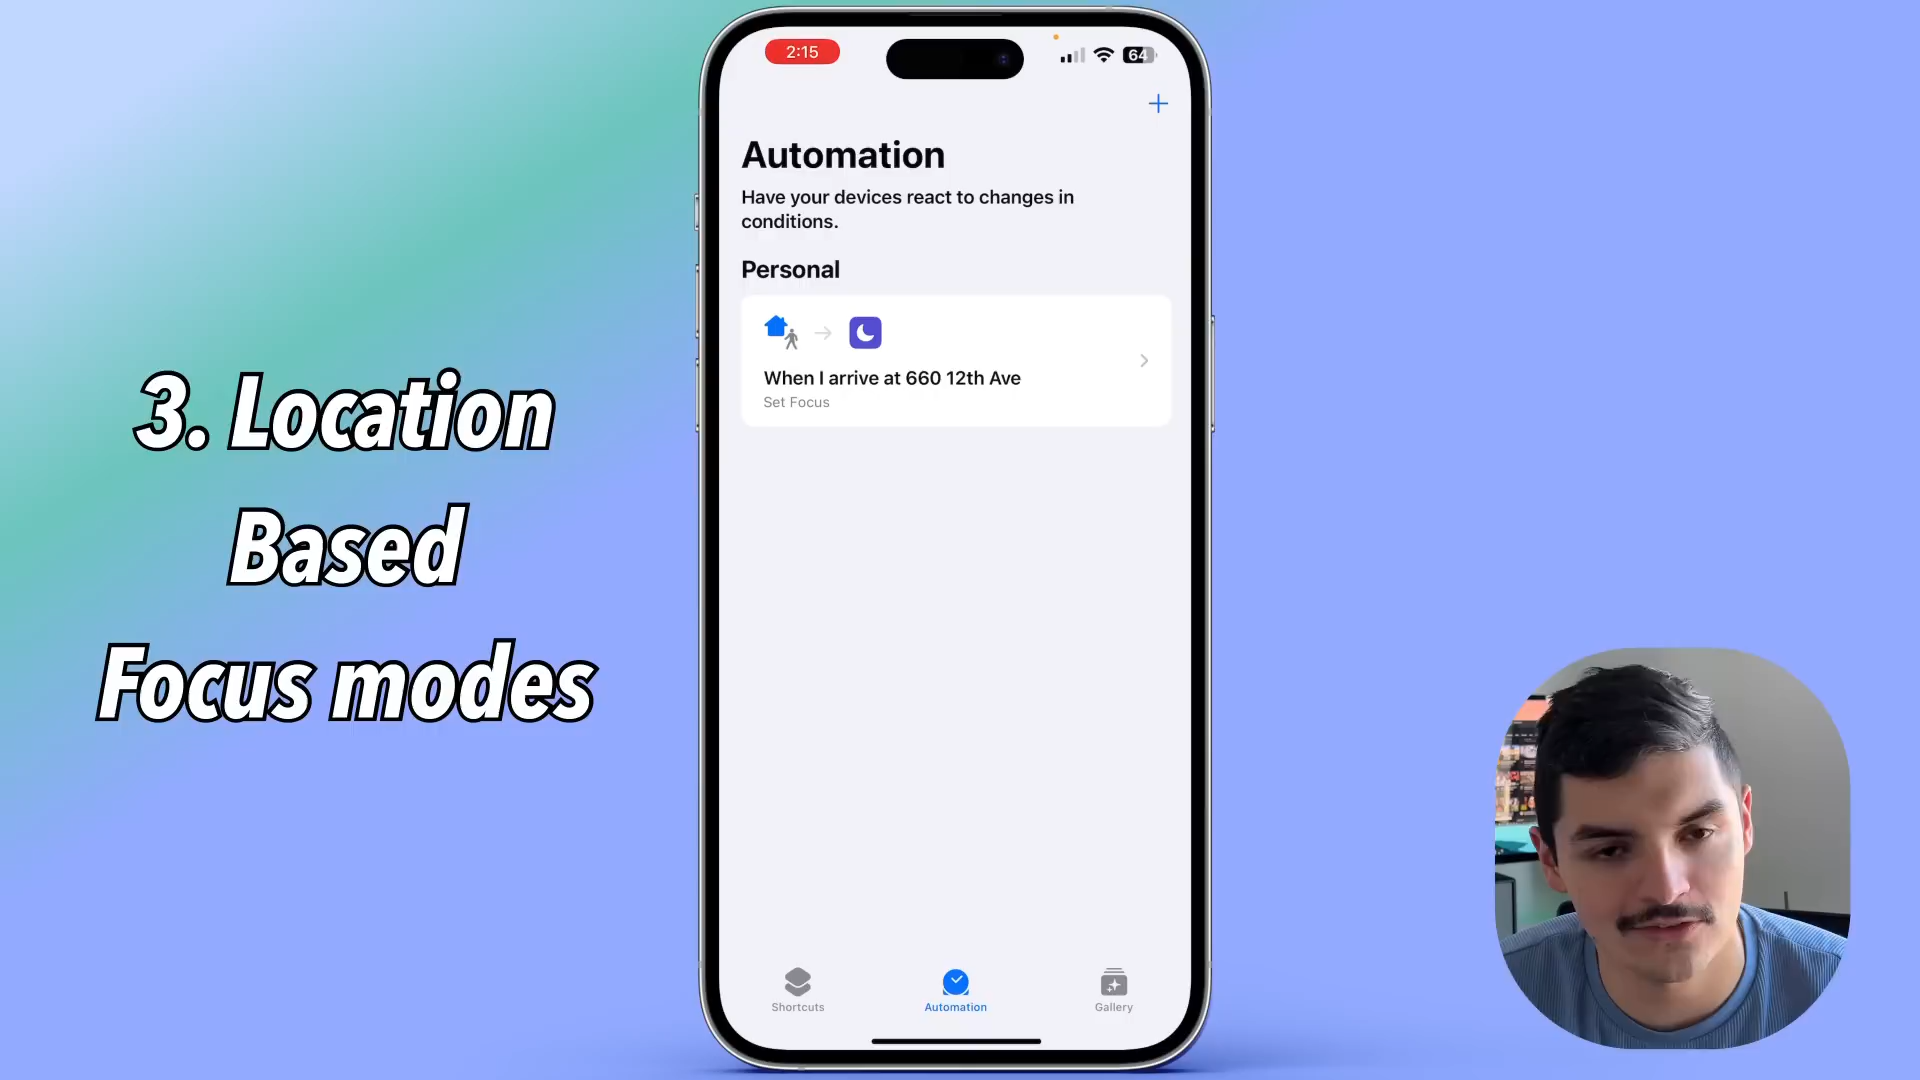 3. Location
Based
Focus modes
2:15
64
Automation
Have your devices react to changes in
conditions.
Personal
When I arrive at 660 12th Ave
Set Focus
Shortcuts
Automation
Gallery